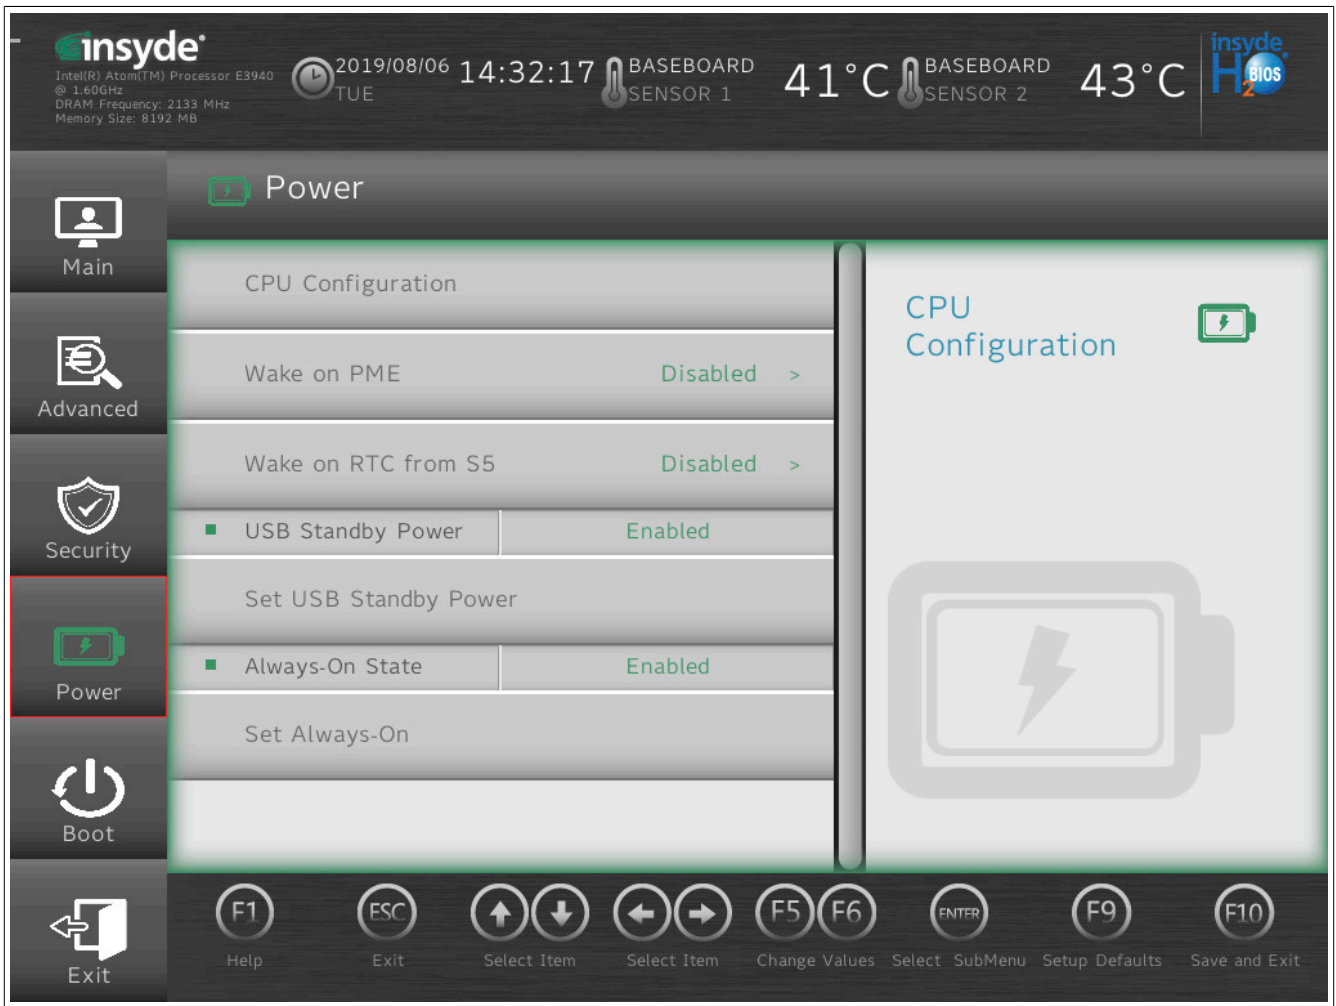 insyde®
Intel(R) Atom(TM) Processor E3940
@ 1.60GHz
DRAM Frequency: 2133 MHz
Memory Size: 8192 MB
2019/08/06
TUE
14:32:17
BASEBOARD
SENSOR 1
41°C
BASEBOARD
SENSOR 2
43°C
insyde
H2BIOS
Main
Advanced
Security
Power
Boot
Exit
Power
CPU Configuration
Wake on PME Disabled >
Wake on RTC from S5 Disabled >
USB Standby Power Enabled
Set USB Standby Power
Always-On State Enabled
Set Always-On
CPU
Configuration
F1
Help
ESC
Exit
Select Item
Select Item
F5 F6
Change Values
ENTER
Select SubMenu
F9
Setup Defaults
F10
Save and Exit